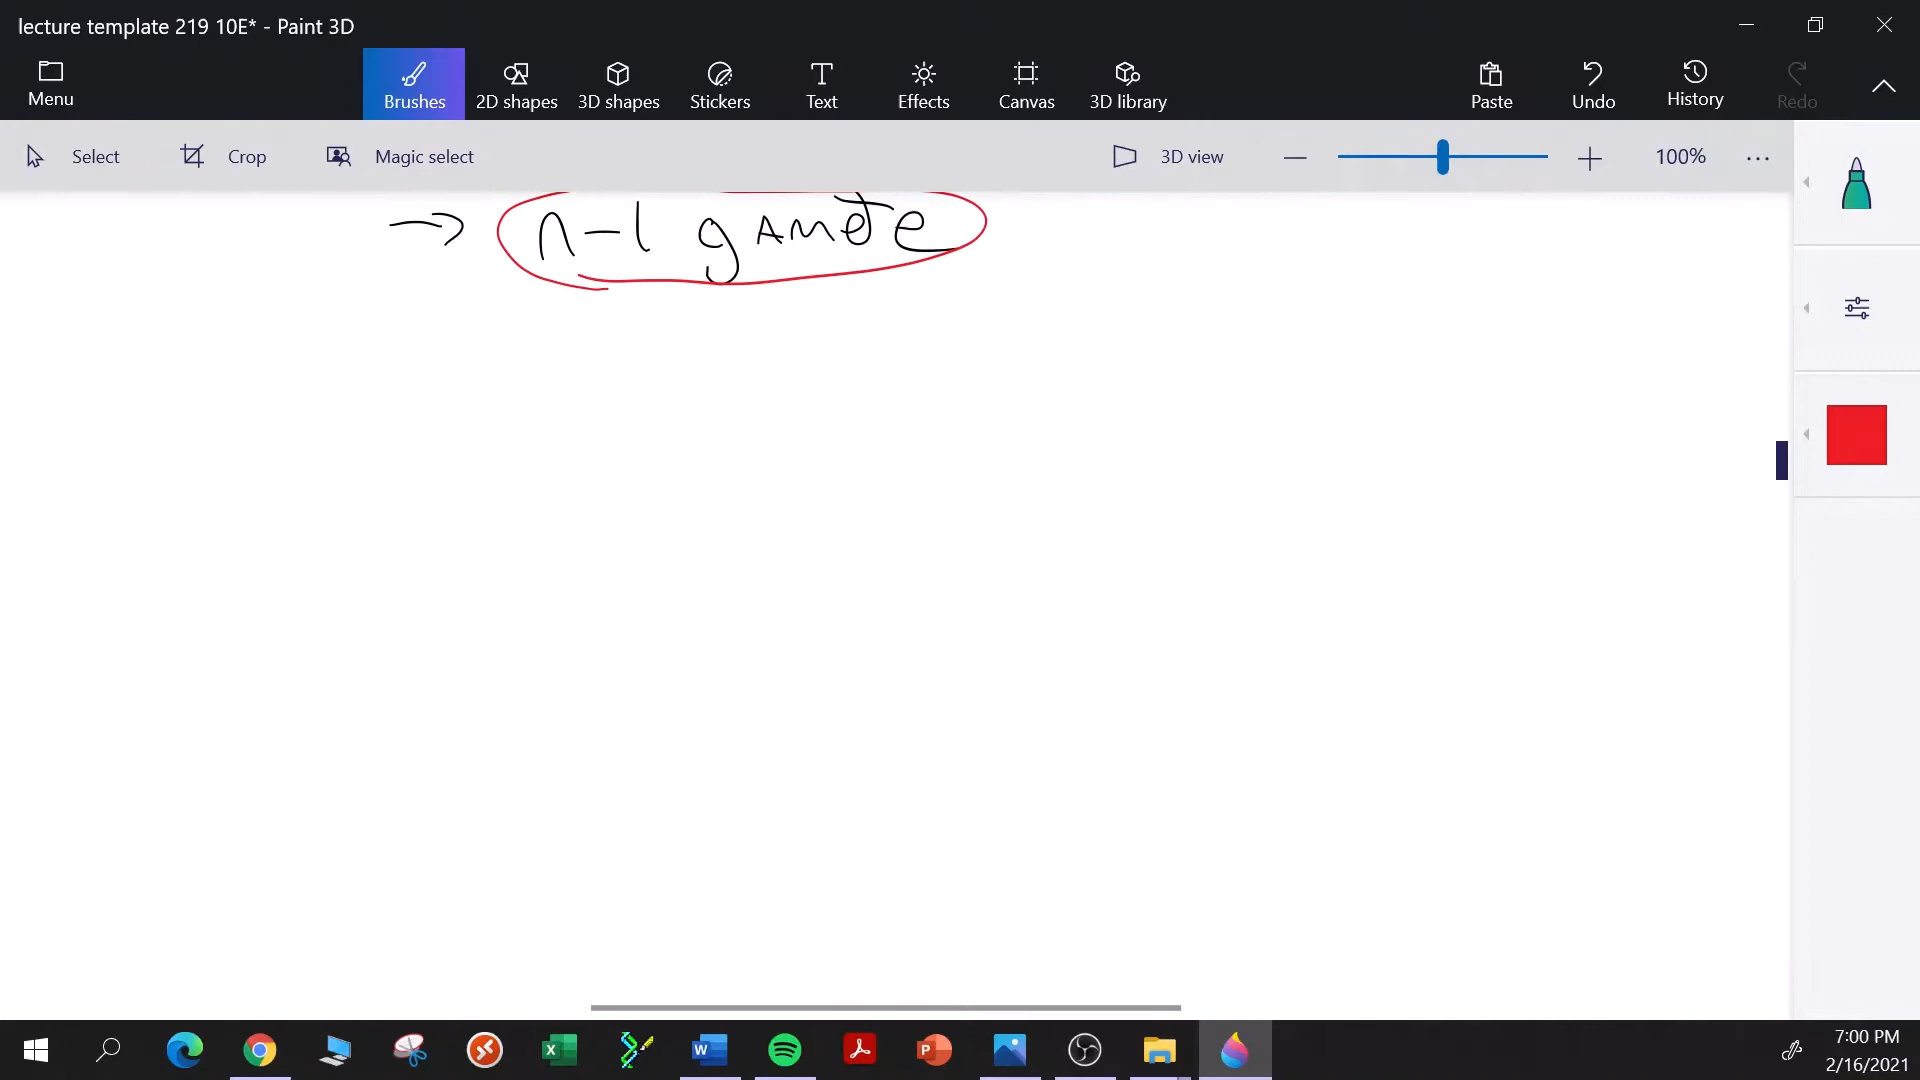 lecture template 219 10E* - Paint 3D
Menu Brushes 2D shapes 3D shapes Stickers Text Effects Canvas 3D library Paste Undo History Redo
Select Crop Magic select 3D view 100%
→ n-1 gamete
7:00 PM
2/16/2021